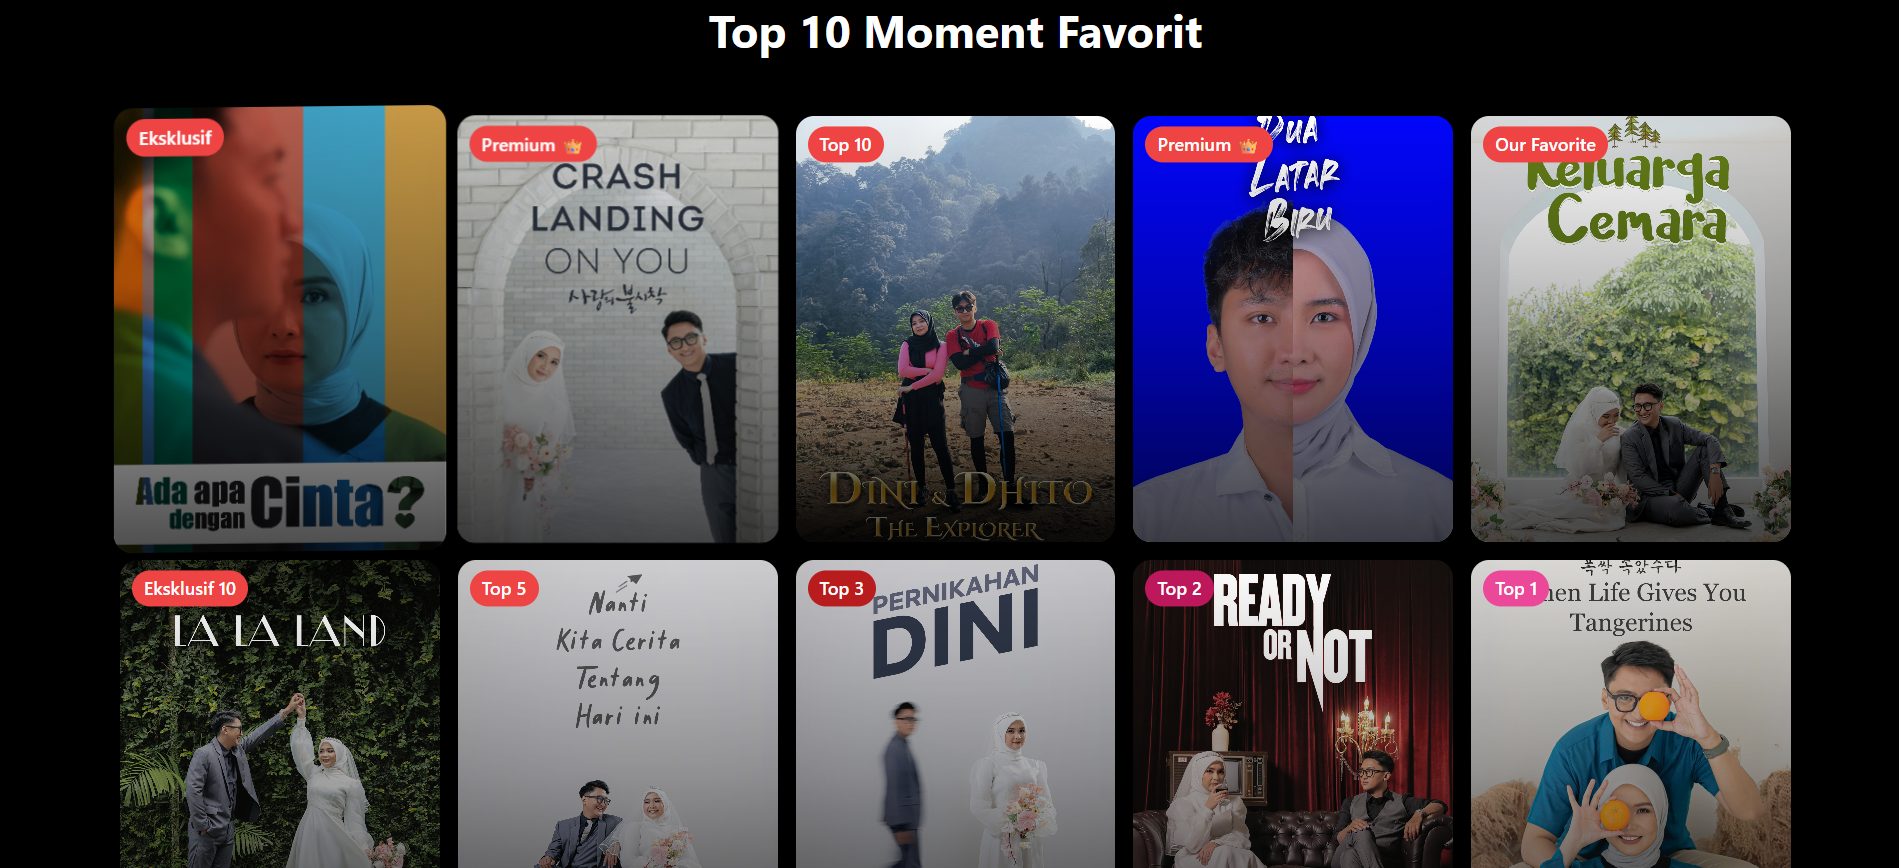 Top 10 Moment Favorit
Eksklusif
Ada apa
dengan
Cinta?
Premium 👑
CRASH
LANDING
ON YOU
사랑의 불시착
Top 10
DINI & DHITO
THE EXPLORER
Premium 👑
DUA
LATAR
BIRU
Our Favorite
Keluarga
Cemara
Eksklusif 10
LA LA LAND
Top 5
Nanti
Kita Cerita
Tentang
Hari ini
Top 3
PERNIKAHAN
DINI
Top 2
READY
OR NOT
Top 1
폭싹 속았수다
hen Life Gives You
Tangerines